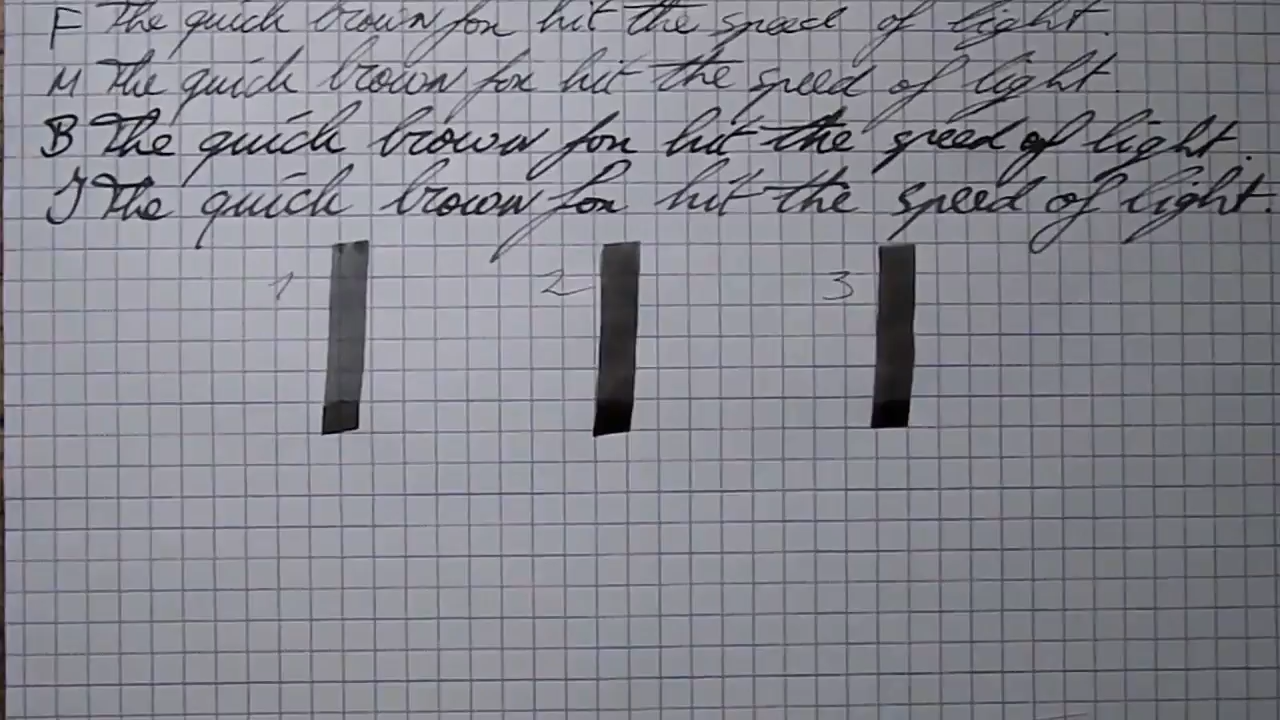 F The quick brown fox hit the speed of light.
M The quick brown fox hit the speed of light.
B The quick brown fox hit the speed of light.
J The quick brown fox hit the speed of light.
1 2 3